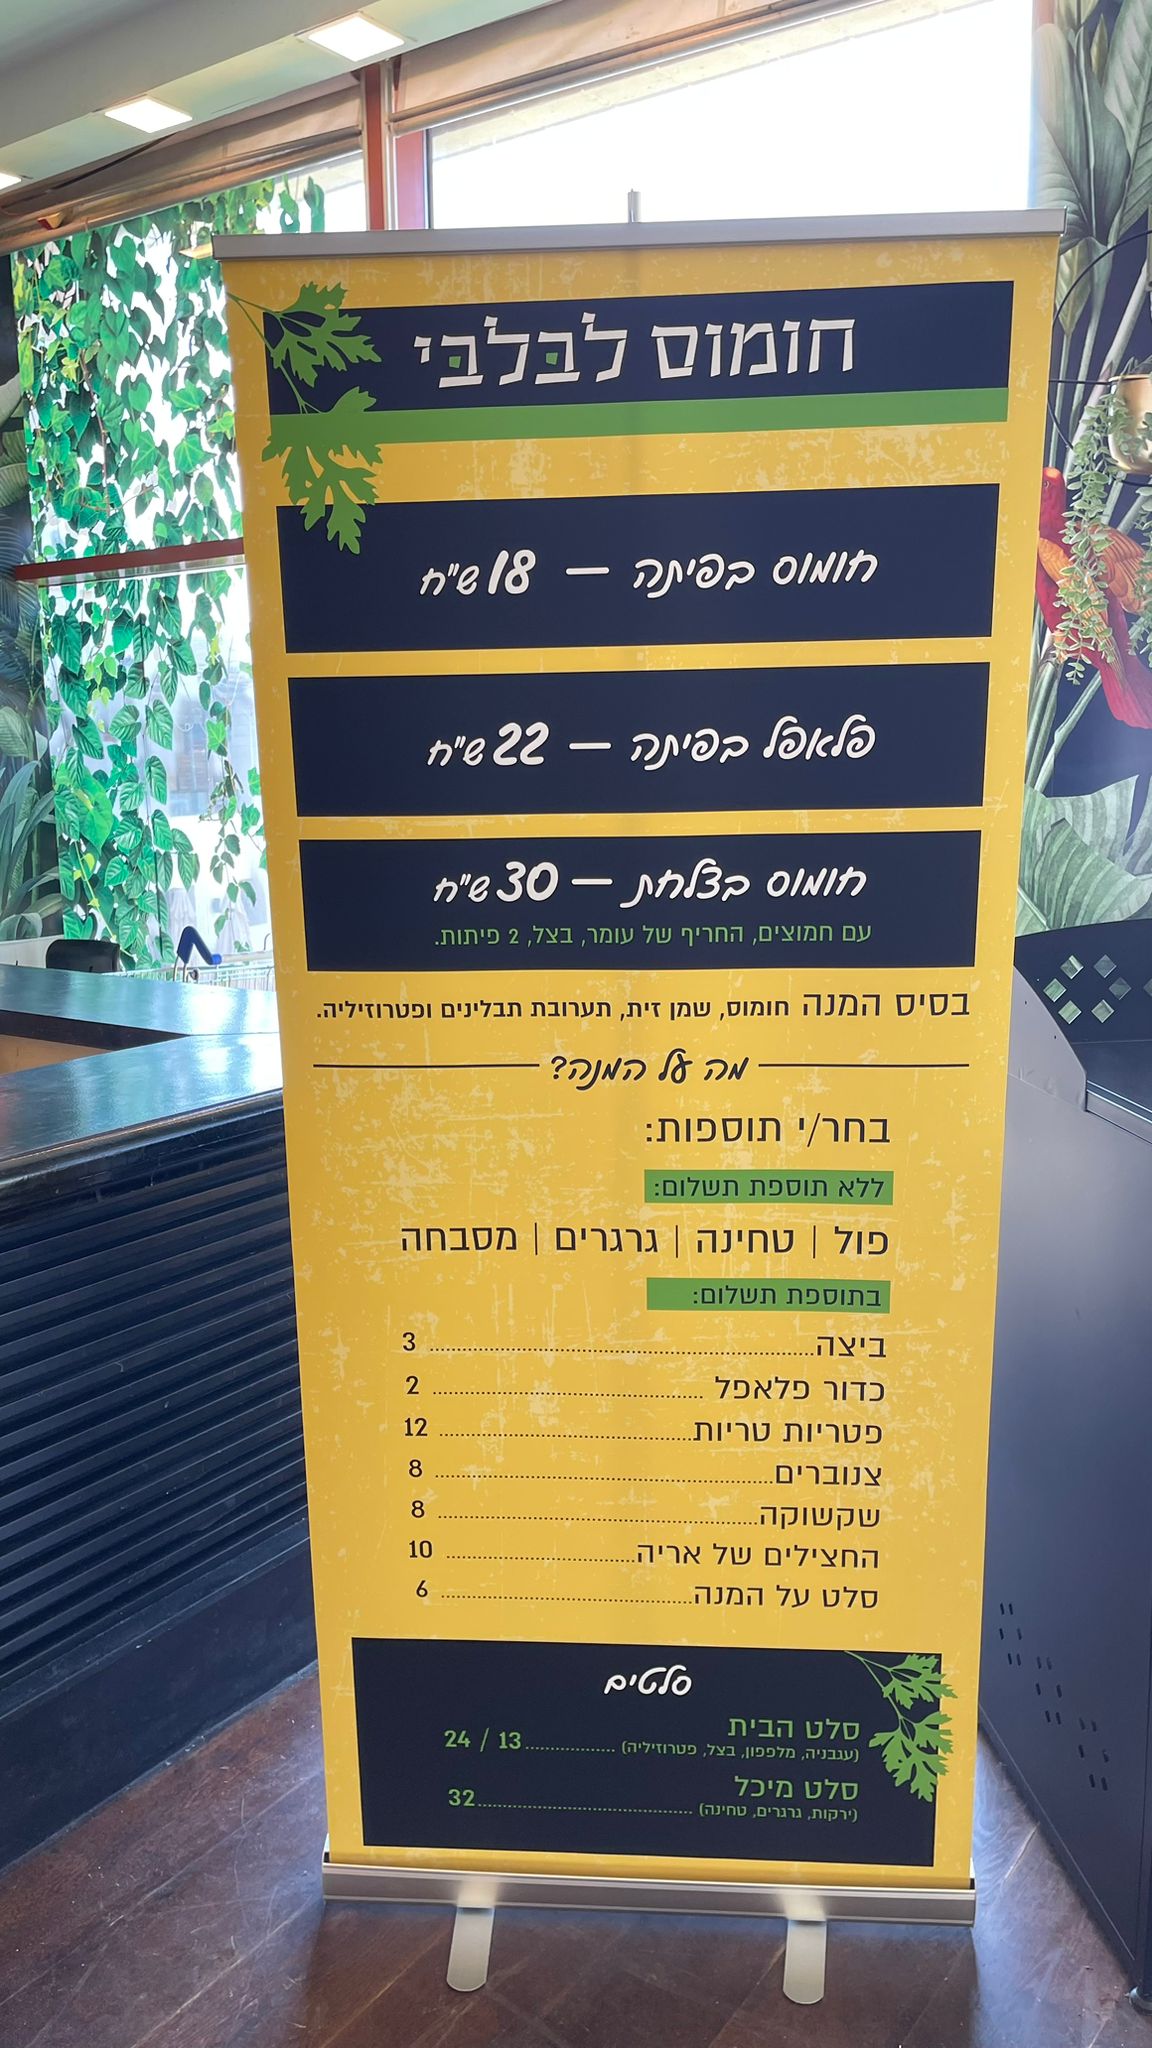 חומוס לבלבי
חומוס בפיתה — 18 ש"ח
פלאפל בפיתה — 22 ש"ח
חומוס בצלחת — 30 ש"ח
עם חמוצים, החריף של עומר, בצל, 2 פיתות.
בסיס המנה חומוס, שמן זית, תערובת תבלינים ופטרוזיליה.
מה על המנה?
בחר/י תוספות:
ללא תוספת תשלום:
פול | טחינה | גרגרים | מסבחה
בתוספת תשלום:
ביצה 3
כדור פלאפל 2
פטריות טריות 12
צנוברים 8
שקשוקה 8
החצילים של אריה 10
סלט על המנה 6
סלטים
סלט הבית
(עגבניה, מלפפון, בצל, פטרוזיליה) 13 / 24
סלט מיכל
(ירקות, גרגרים, טחינה) 32